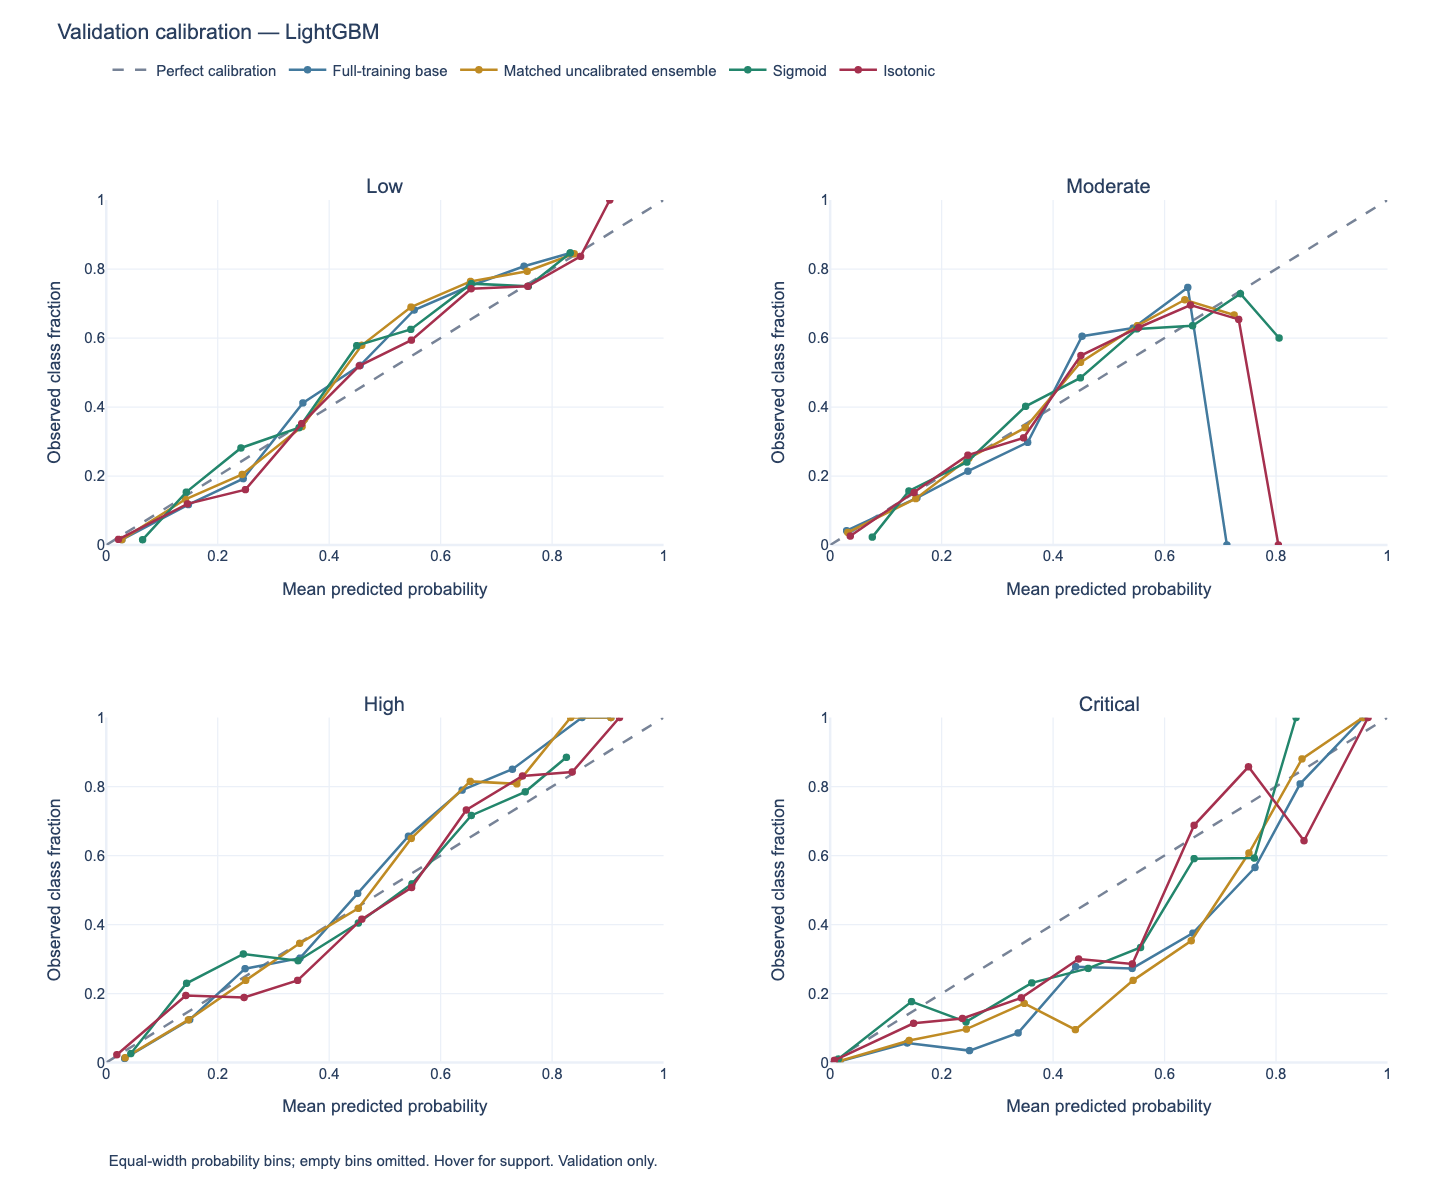 Validation calibration — LightGBM
Perfect calibration Full-training base Matched uncalibrated ensemble Sigmoid Isotonic
Low
1
0.8
0.6
0.4
0.2
0
Observed class fraction
0 0.2 0.4 0.6 0.8 1
Mean predicted probability
Moderate
1
0.8
0.6
0.4
0.2
0
Observed class fraction
0 0.2 0.4 0.6 0.8 1
Mean predicted probability
High
1
0.8
0.6
0.4
0.2
0
Observed class fraction
0 0.2 0.4 0.6 0.8 1
Mean predicted probability
Critical
1
0.8
0.6
0.4
0.2
0
Observed class fraction
0 0.2 0.4 0.6 0.8 1
Mean predicted probability
Equal-width probability bins; empty bins omitted. Hover for support. Validation only.